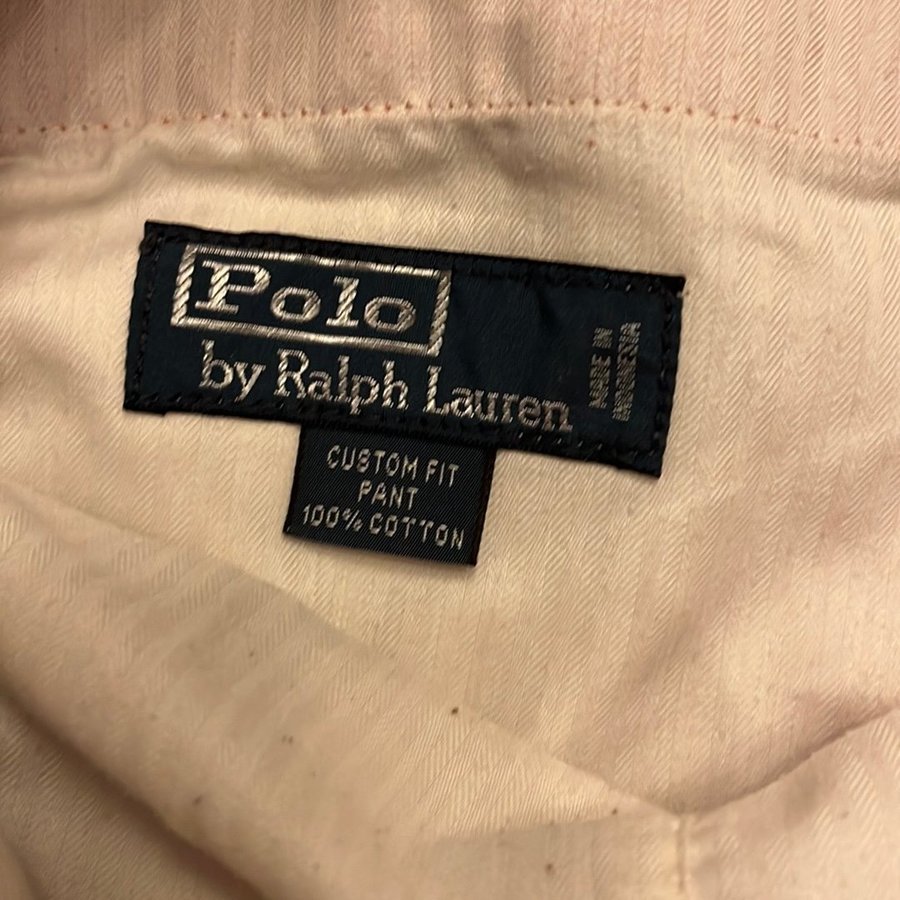 Polo
by Ralph Lauren
MADE IN
INDONESIA
CUSTOM FIT
PANT
100% COTTON